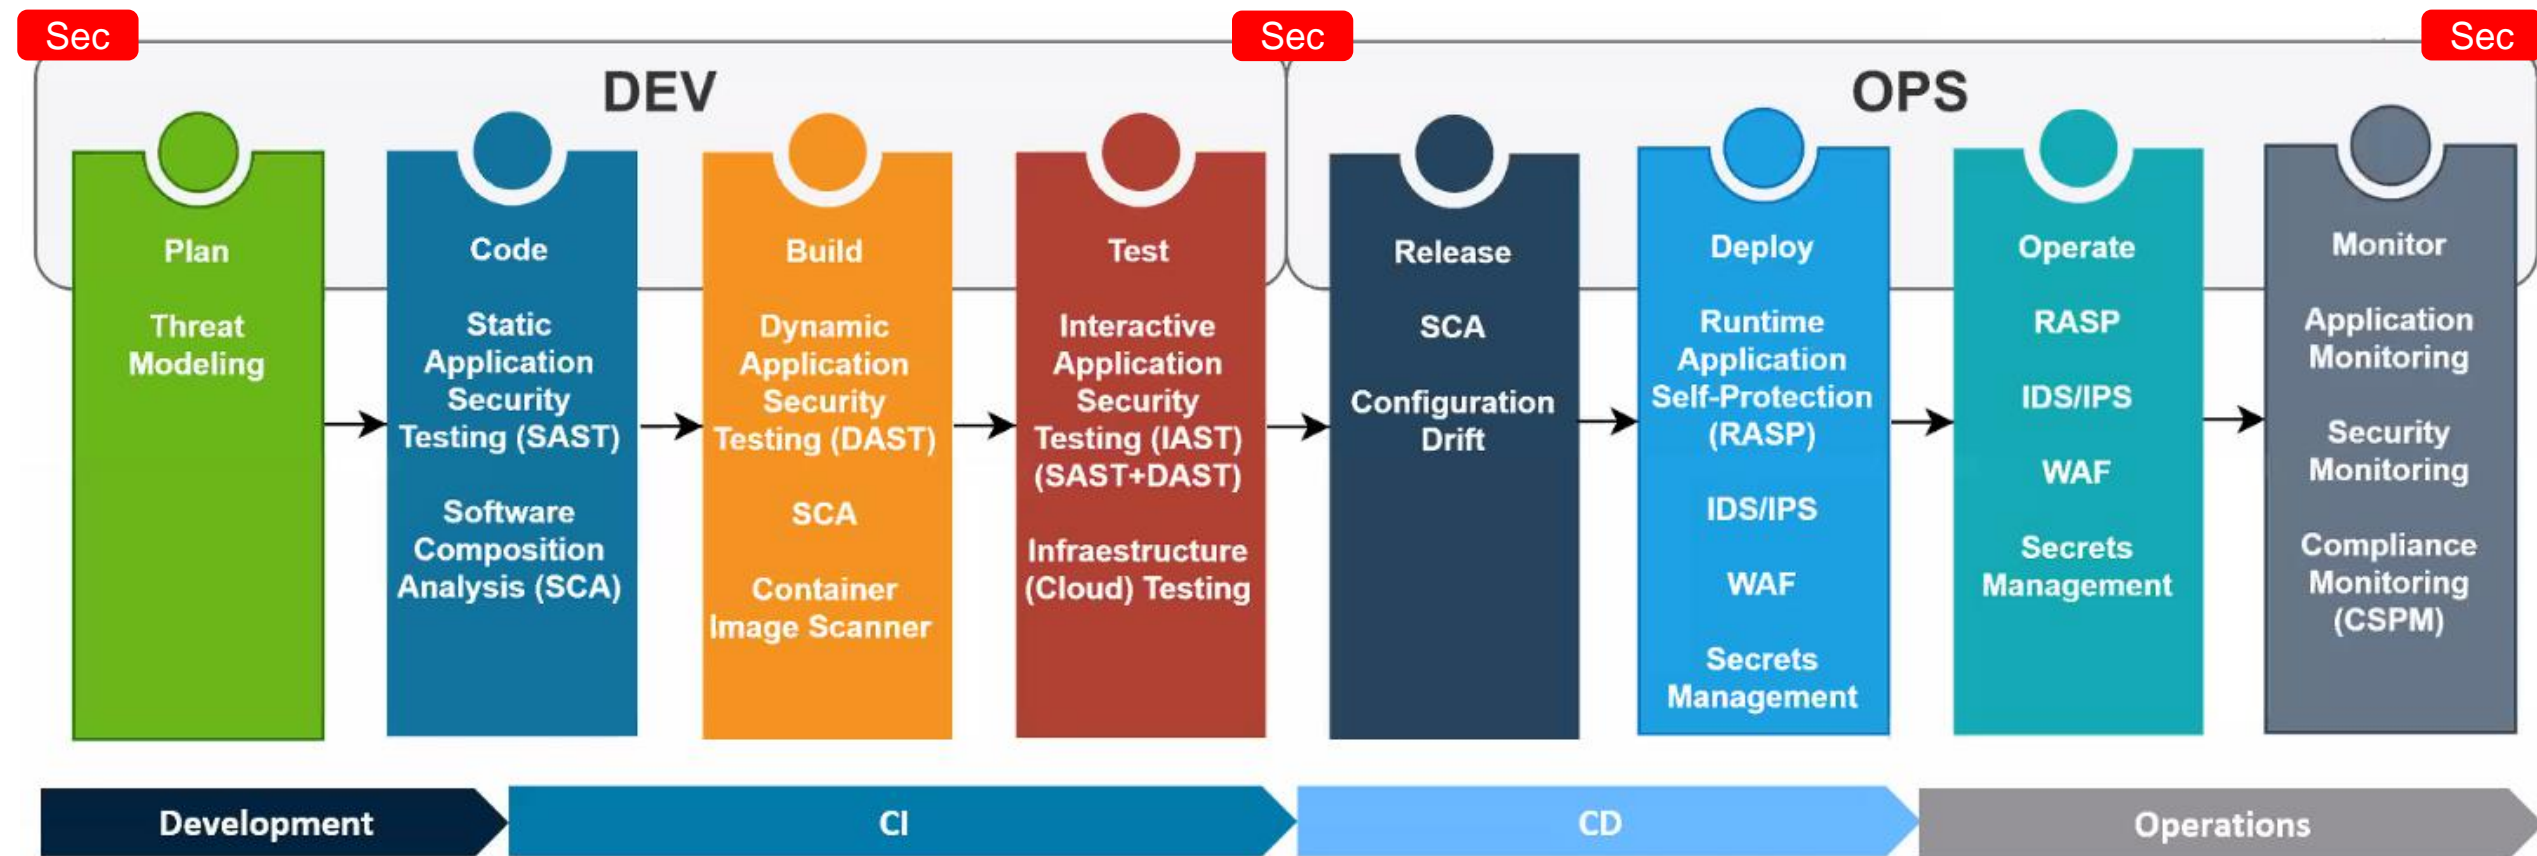 Sec
Sec
Sec
DEV
OPS
Plan
Threat
Modeling
Code
Static
Application
Security
Testing (SAST)
Software
Composition
Analysis (SCA)
Build
Dynamic
Application
Security
Testing (DAST)
SCA
Container
Image Scanner
Test
Interactive
Application
Security
Testing (IAST)
(SAST+DAST)
Infraestructure
(Cloud) Testing
Release
SCA
Configuration
Drift
Deploy
Runtime
Application
Self-Protection
(RASP)
IDS/IPS
WAF
Secrets
Management
Operate
RASP
IDS/IPS
WAF
Secrets
Management
Monitor
Application
Monitoring
Security
Monitoring
Compliance
Monitoring
(CSPM)
Development
CI
CD
Operations